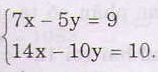 7x – 5y = 9
14x – 10y = 10.